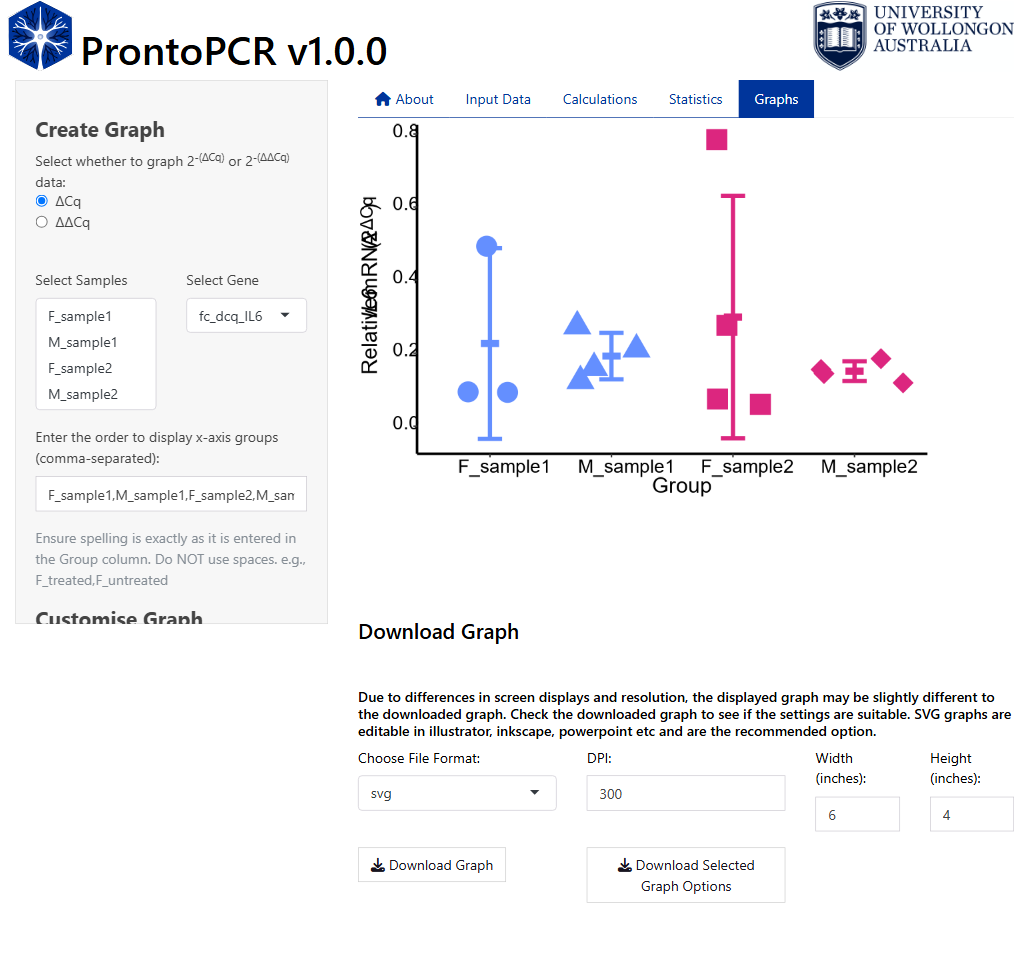 ProntoPCR v1.0.0
UNIVERSITY
OF WOLLONGONG
AUSTRALIA
About
Input Data
Calculations
Statistics
Graphs
Create Graph
Select whether to graph 2-(ΔCq) or 2-(ΔΔCq)
data:
ΔCq
ΔΔCq
Select Samples
Select Gene
F_sample1
M_sample1
F_sample2
M_sample2
fc_dcq_IL6
Enter the order to display x-axis groups
(comma-separated):
F_sample1,M_sample1,F_sample2,M_sam
Ensure spelling is exactly as it is entered in
the Group column. Do NOT use spaces. e.g.,
F_treated,F_untreated
Customise Graph
0.8
0.6
0.4
0.2
0.0
Relative mRNA
F_sample1
M_sample1
F_sample2
M_sample2
Group
Download Graph
Due to differences in screen displays and resolution, the displayed graph may be slightly different to
the downloaded graph. Check the downloaded graph to see if the settings are suitable. SVG graphs are
editable in illustrator, inkscape, powerpoint etc and are the recommended option.
Choose File Format:
DPI:
Width
(inches):
Height
(inches):
svg
300
6
4
Download Graph
Download Selected
Graph Options